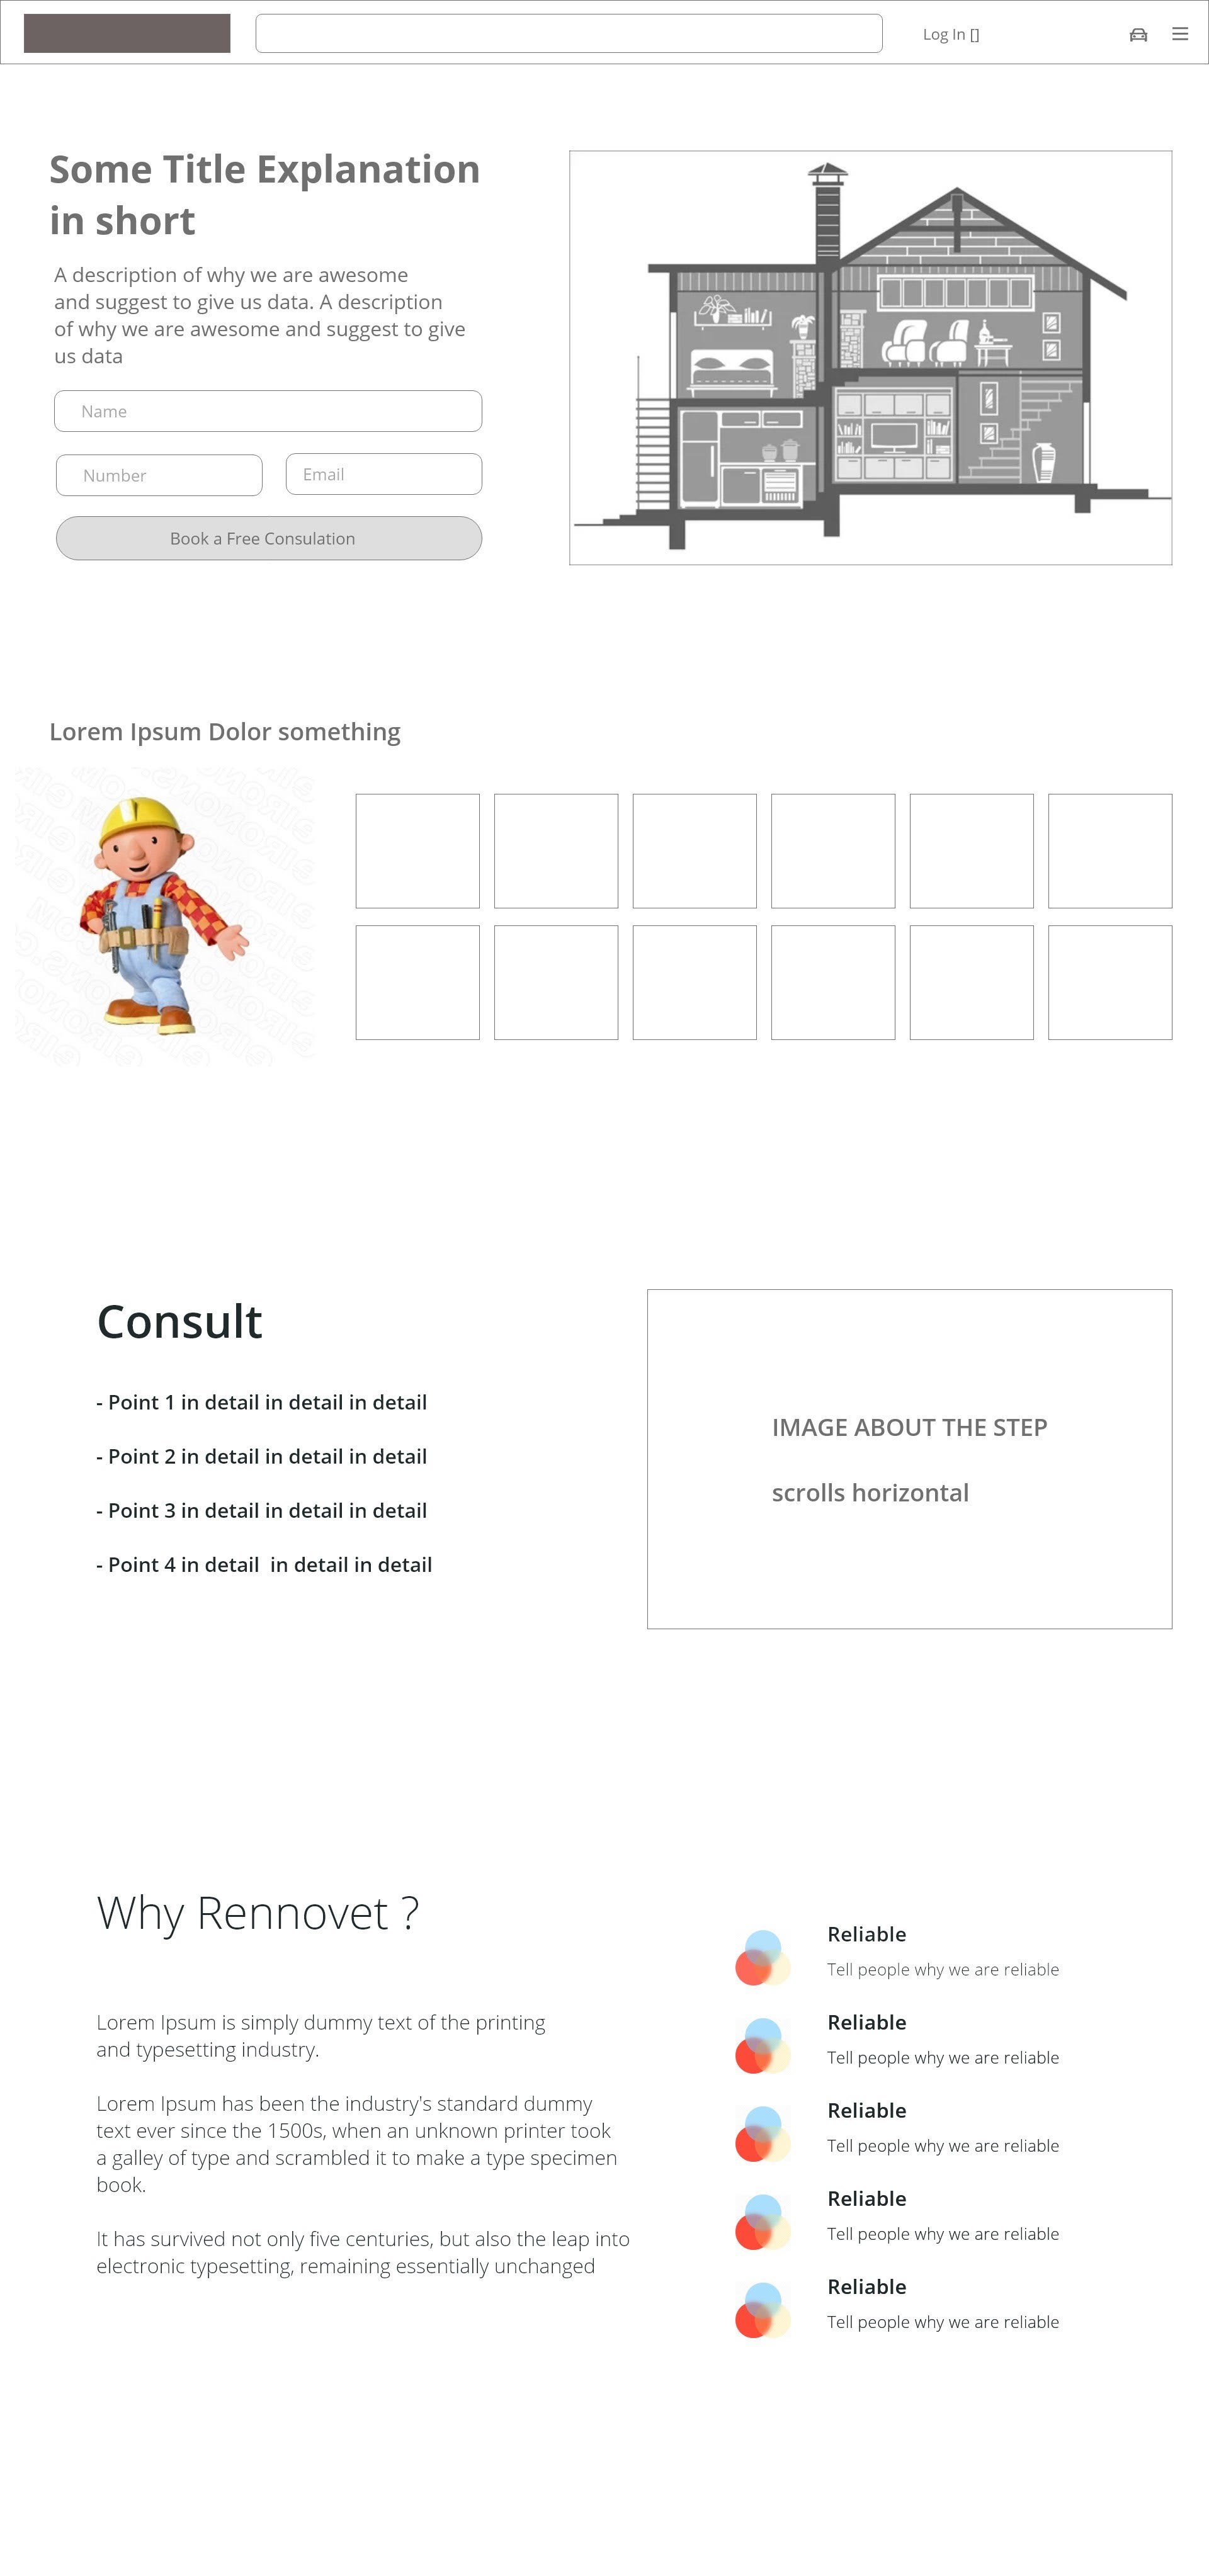 Log In []
Some Title Explanation
in short
A description of why we are awesome
and suggest to give us data. A description
of why we are awesome and suggest to give
us data
Name
Number
Email
Book a Free Consulation
Lorem Ipsum Dolor something
Consult
- Point 1 in detail in detail in detail
- Point 2 in detail in detail in detail
- Point 3 in detail in detail in detail
- Point 4 in detail  in detail in detail
IMAGE ABOUT THE STEP
scrolls horizontal
Why Rennovet ?
Lorem Ipsum is simply dummy text of the printing
and typesetting industry.
Lorem Ipsum has been the industry's standard dummy
text ever since the 1500s, when an unknown printer took
a galley of type and scrambled it to make a type specimen
book.
It has survived not only five centuries, but also the leap into
electronic typesetting, remaining essentially unchanged
Reliable
Tell people why we are reliable
Reliable
Tell people why we are reliable
Reliable
Tell people why we are reliable
Reliable
Tell people why we are reliable
Reliable
Tell people why we are reliable